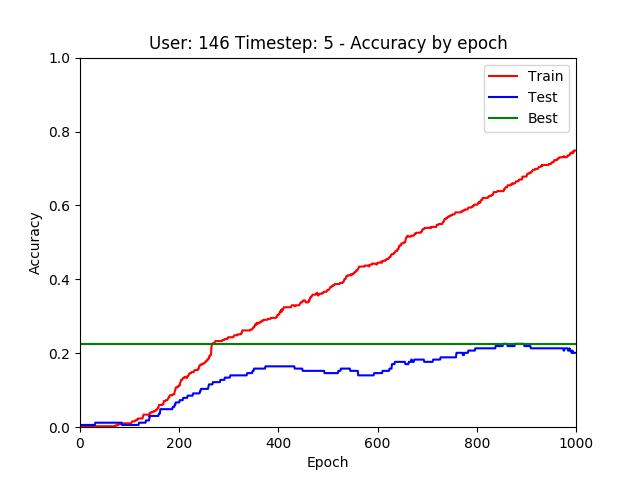 User: 146 Timestep: 5 - Accuracy by epoch
1.0
0.8
0.6
0.4
0.2
0.0
Accuracy
Train
Test
Best
0 200 400 600 800 1000
Epoch